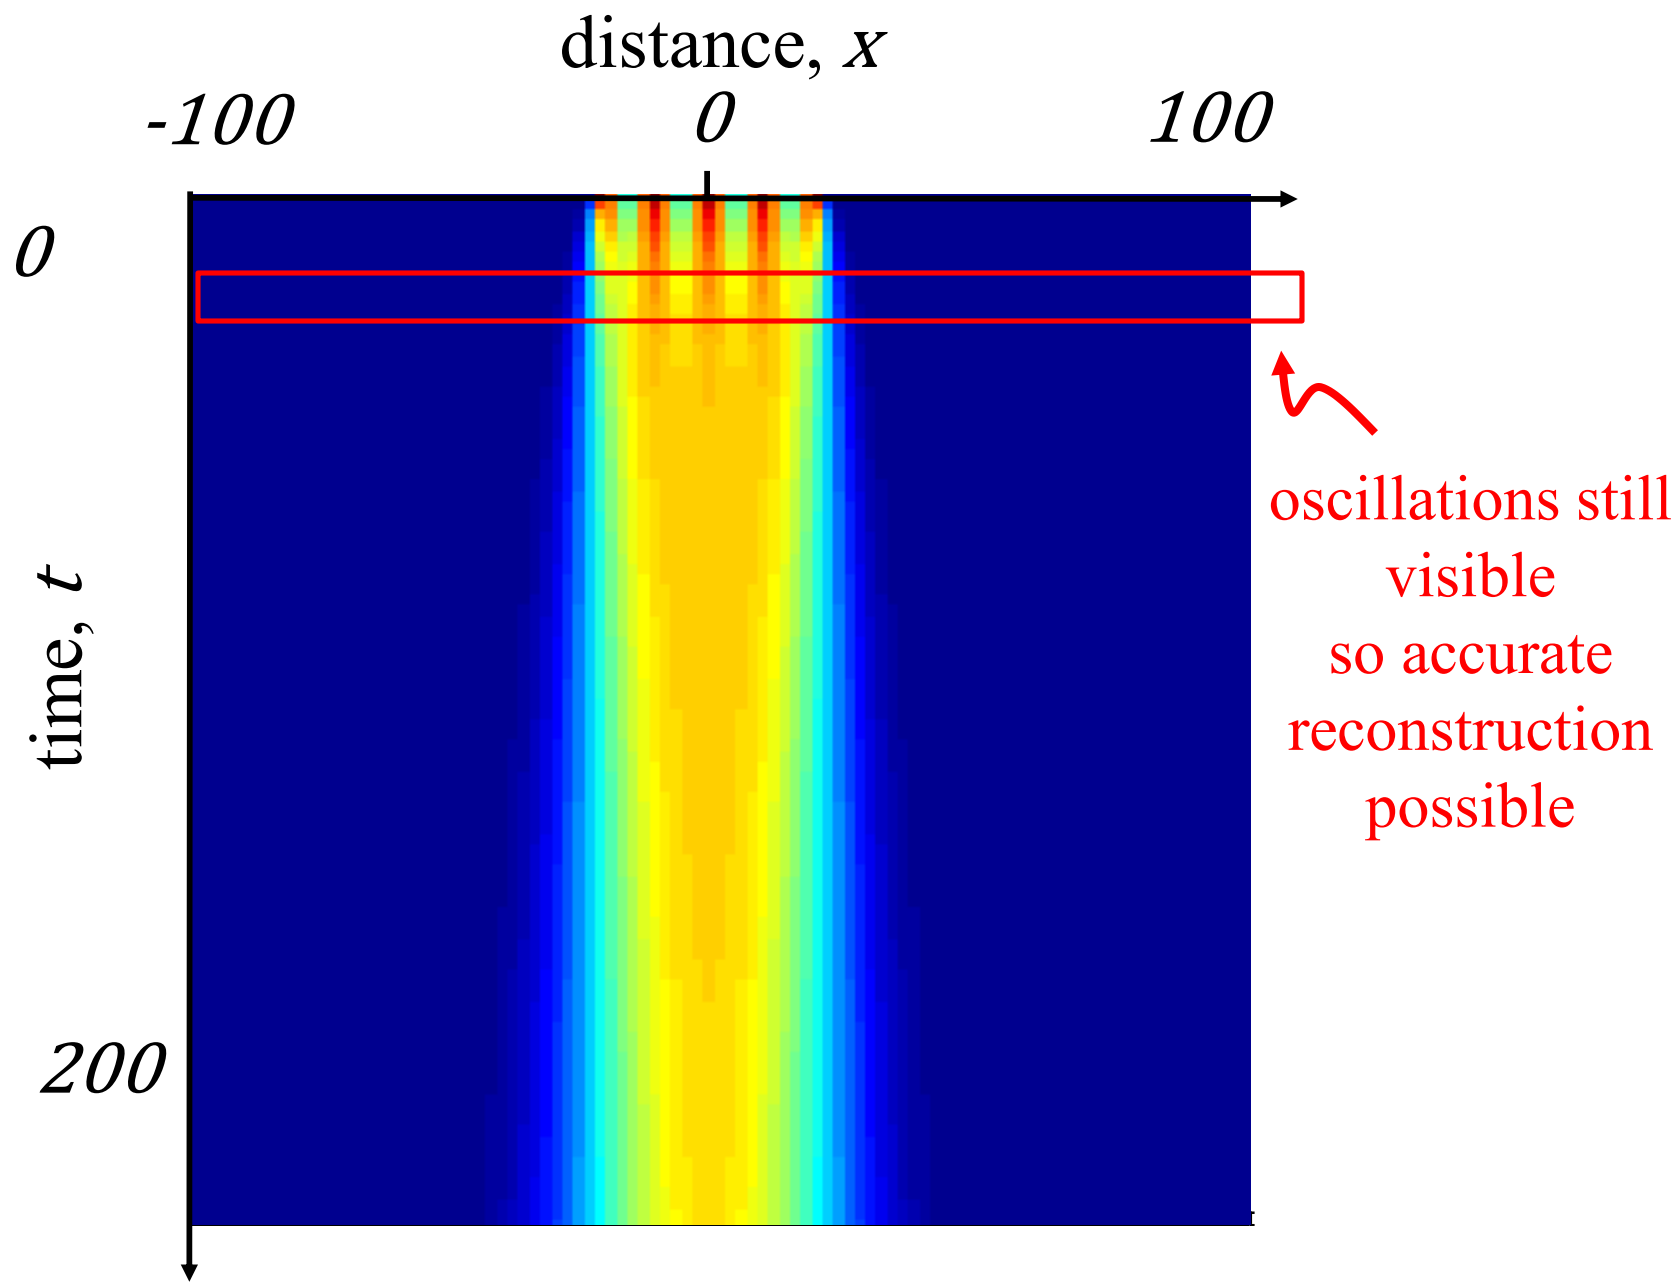 distance, x
-100 0 100
0
time, t
200
oscillations still
visible
so accurate
reconstruction
possible